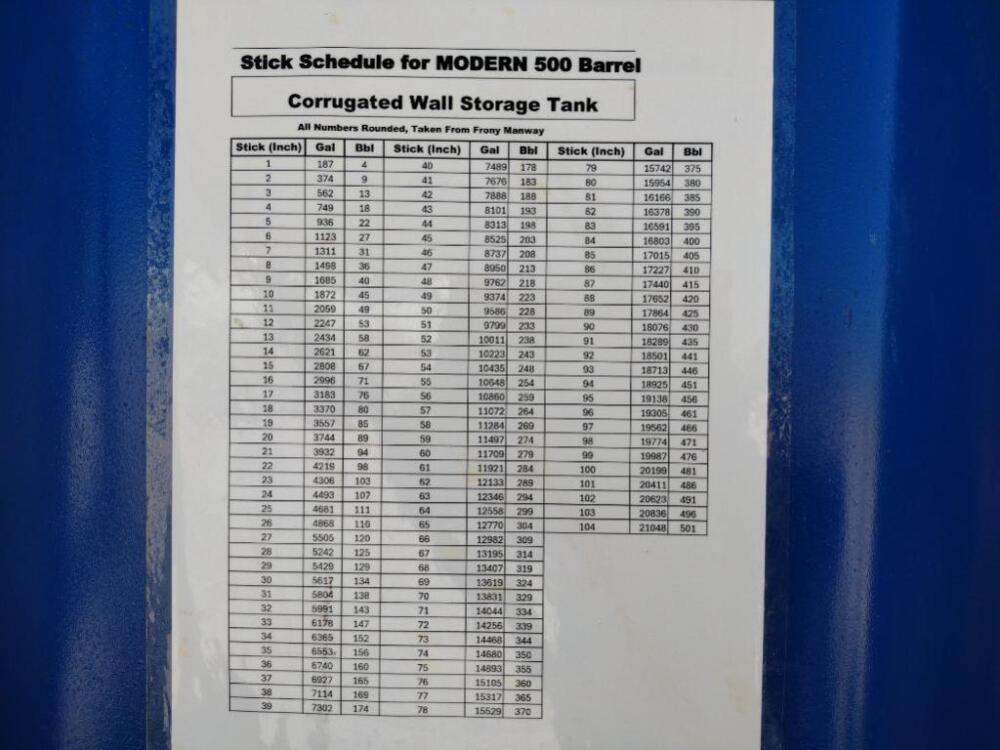 Stick Schedule for MODERN 500 Barrel
Corrugated Wall Storage Tank
All Numbers Rounded, Taken From Frony Manway
Stick (Inch) Gal Bbl Stick (Inch) Gal Bbl Stick (Inch) Gal Bbl
1 187 4 40 7489 178 79 15742 375
2 374 9 41 7676 183 80 15954 380
3 562 13 42 7888 188 81 16166 385
4 749 18 43 8101 193 82 16378 390
5 936 22 44 8313 198 83 16591 395
6 1123 27 45 8525 203 84 16803 400
7 1311 31 46 8737 208 85 17015 405
8 1498 36 47 8950 213 86 17227 410
9 1685 40 48 9762 218 87 17440 415
10 1872 45 49 9374 223 88 17652 420
11 2059 49 50 9586 228 89 17864 425
12 2247 53 51 9799 233 90 18076 430
13 2434 58 52 10011 238 91 18289 435
14 2621 62 53 10223 243 92 18501 441
15 2808 67 54 10435 248 93 18713 446
16 2996 71 55 10648 254 94 18925 451
17 3183 76 56 10860 259 95 19138 456
18 3370 80 57 11072 264 96 19305 461
19 3557 85 58 11284 269 97 19562 466
20 3744 89 59 11497 274 98 19774 471
21 3932 94 60 11709 279 99 19987 476
22 4219 98 61 11921 284 100 20199 481
23 4306 103 62 12133 289 101 20411 486
24 4493 107 63 12346 294 102 20623 491
25 4681 111 64 12558 299 103 20836 496
26 4868 116 65 12770 304 104 21048 501
27 5505 120 66 12982 309
28 5242 125 67 13195 314
29 5429 129 68 13407 319
30 5617 134 69 13619 324
31 5804 138 70 13831 329
32 5991 143 71 14044 334
33 6178 147 72 14256 339
34 6365 152 73 14468 344
35 6553 156 74 14680 350
36 6740 160 75 14893 355
37 6927 165 76 15105 360
38 7114 169 77 15317 365
39 7302 174 78 15529 370